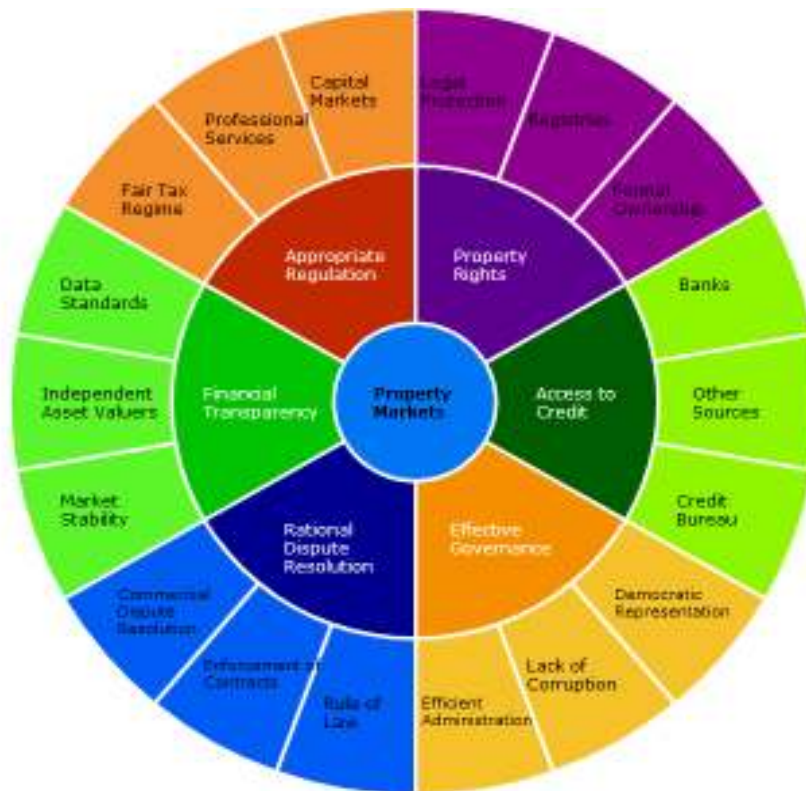 Capital
Markets
Legal
Protection
Professional
Services
Registries
Fair Tax
Regime
Formal
Ownership
Appropriate
Regulation
Property
Rights
Data
Standards
Banks
Independent
Asset Valuers
Financial
Transparency
Property
Markets
Access to
Credit
Other
Sources
Market
Stability
Credit
Bureau
Rational
Dispute
Resolution
Effective
Governance
Commercial
Dispute
Resolution
Democratic
Representation
Enforcement of
Contracts
Lack of
Corruption
Rule of
Law
Efficient
Administration